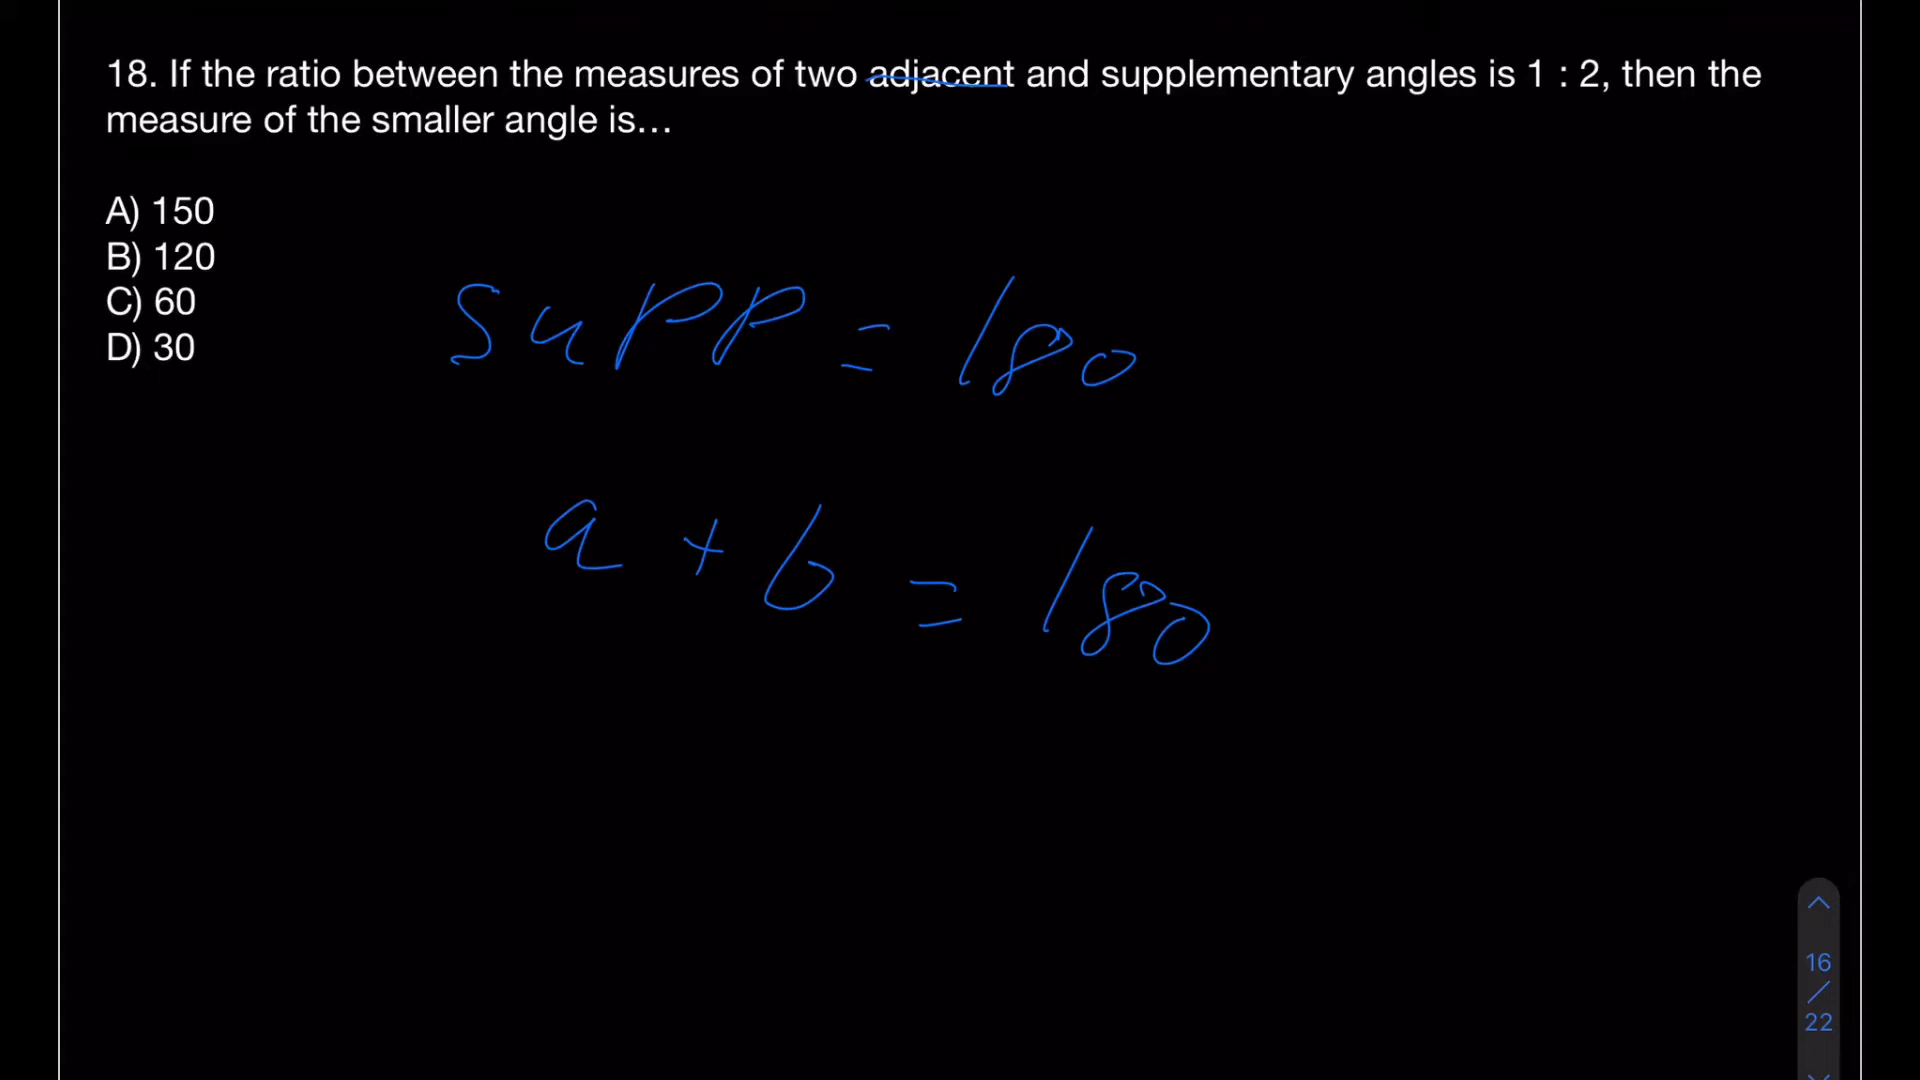 18. If the ratio between the measures of two adjacent and supplementary angles is 1 : 2, then the
measure of the smaller angle is...
A) 150
B) 120
C) 60
D) 30
supp = 180
a + b = 180
16
/
22